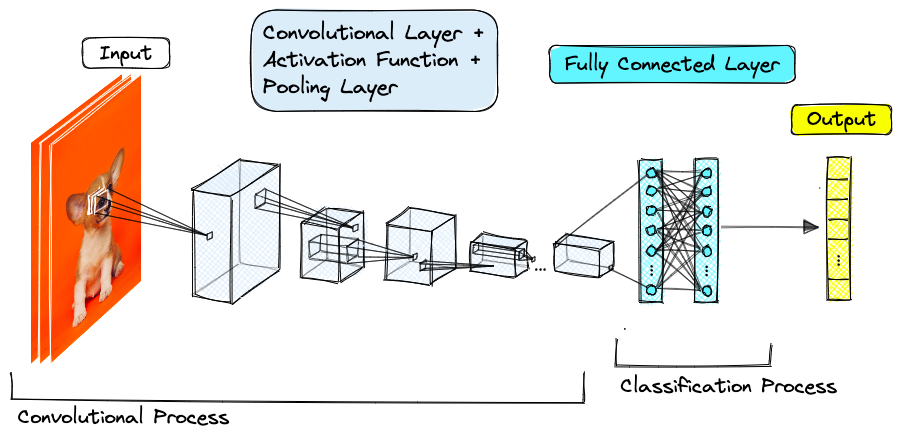 Input
Convolutional Layer +
Activation Function +
Pooling Layer
Fully Connected Layer
Output
...
Classification Process
Convolutional Process